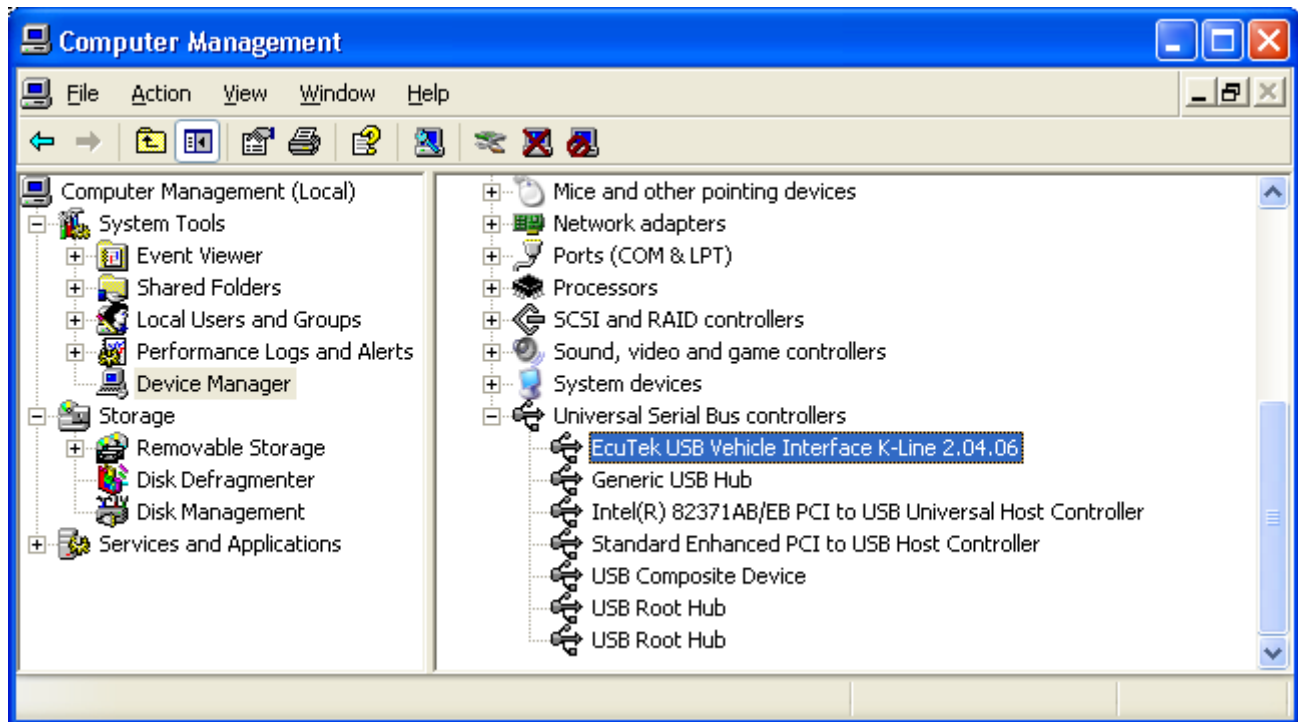 Computer Management
File Action View Window Help
Computer Management (Local)
System Tools
Event Viewer
Shared Folders
Local Users and Groups
Performance Logs and Alerts
Device Manager
Storage
Removable Storage
Disk Defragmenter
Disk Management
Services and Applications
Mice and other pointing devices
Network adapters
Ports (COM & LPT)
Processors
SCSI and RAID controllers
Sound, video and game controllers
System devices
Universal Serial Bus controllers
EcuTek USB Vehicle Interface K-Line 2.04.06
Generic USB Hub
Intel(R) 82371AB/EB PCI to USB Universal Host Controller
Standard Enhanced PCI to USB Host Controller
USB Composite Device
USB Root Hub
USB Root Hub